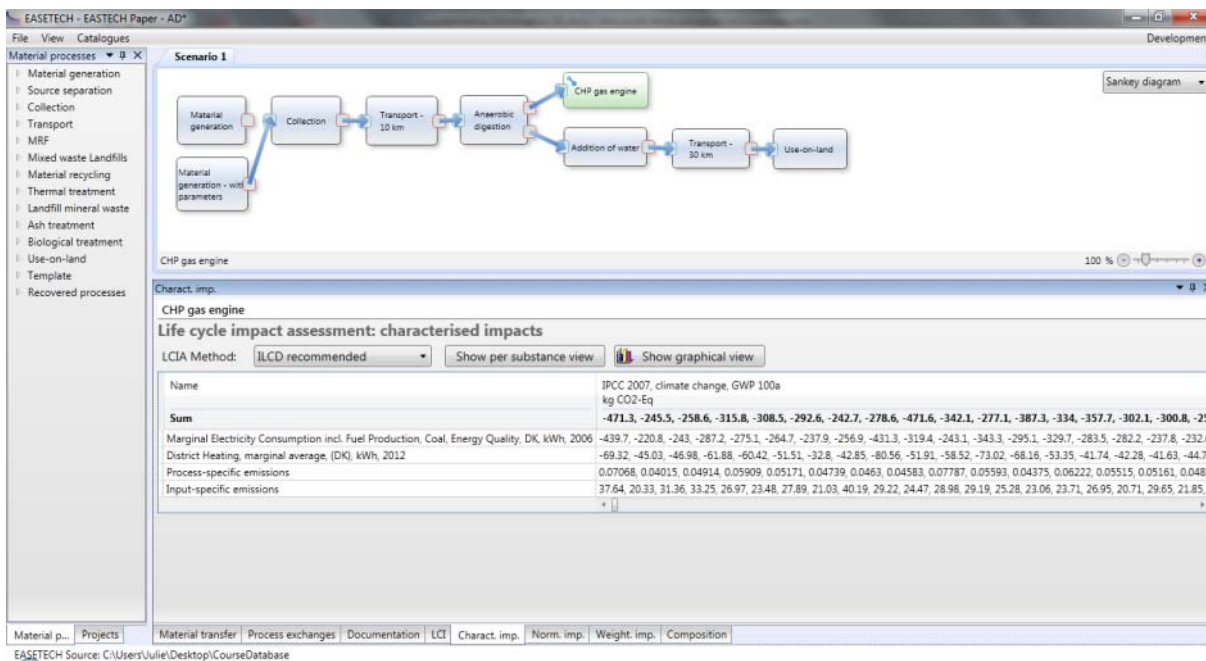 EASETECH - EASTECH Paper - AD*
File View Catalogues
Development
Material processes
Material generation
Source separation
Collection
Transport
MRF
Mixed waste Landfills
Material recycling
Thermal treatment
Landfill mineral waste
Ash treatment
Biological treatment
Use-on-land
Template
Recovered processes
Material p... Projects
Scenario 1
Sankey diagram
Material
generation
Material
generation - with
parameters
Collection
Transport -
10 km
Anaerobic
digestion
CHP gas engine
Addition of water
Transport -
30 km
Use-on-land
CHP gas engine
100 %
Charact. imp.
CHP gas engine
Life cycle impact assessment: characterised impacts
LCIA Method: ILCD recommended Show per substance view Show graphical view
Name IPCC 2007, climate change, GWP 100a
kg CO2-Eq
Sum -471.3, -245.5, -258.6, -315.8, -308.5, -292.6, -242.7, -278.6, -471.6, -342.1, -277.1, -387.3, -334, -357.7, -302.1, -300.8, -25
Marginal Electricity Consumption incl. Fuel Production, Coal, Energy Quality, DK, kWh, 2006 -439.7, -220.8, -243, -287.2, -275.1, -264.7, -237.9, -256.9, -431.3, -319.4, -243.1, -343.3, -295.1, -329.7, -283.5, -282.2, -237.8, -232.
District Heating, marginal average, (DK), kWh, 2012 -69.32, -45.03, -46.98, -61.88, -60.42, -51.51, -32.8, -42.85, -80.56, -51.91, -58.52, -73.02, -68.16, -53.35, -41.74, -42.28, -41.63, -44.7
Process-specific emissions 0.07068, 0.04015, 0.04914, 0.05909, 0.05171, 0.04739, 0.0463, 0.04583, 0.07787, 0.05593, 0.04375, 0.06222, 0.05515, 0.05161, 0.048
Input-specific emissions 37.64, 20.33, 31.36, 33.25, 26.97, 23.48, 27.89, 21.03, 40.19, 29.22, 24.47, 28.98, 29.19, 25.28, 23.06, 23.71, 26.95, 20.71, 29.65, 21.85,
Material transfer Process exchanges Documentation LCI Charact. imp. Norm. imp. Weight. imp. Composition
EASETECH Source: C:\Users\Julie\Desktop\CourseDatabase